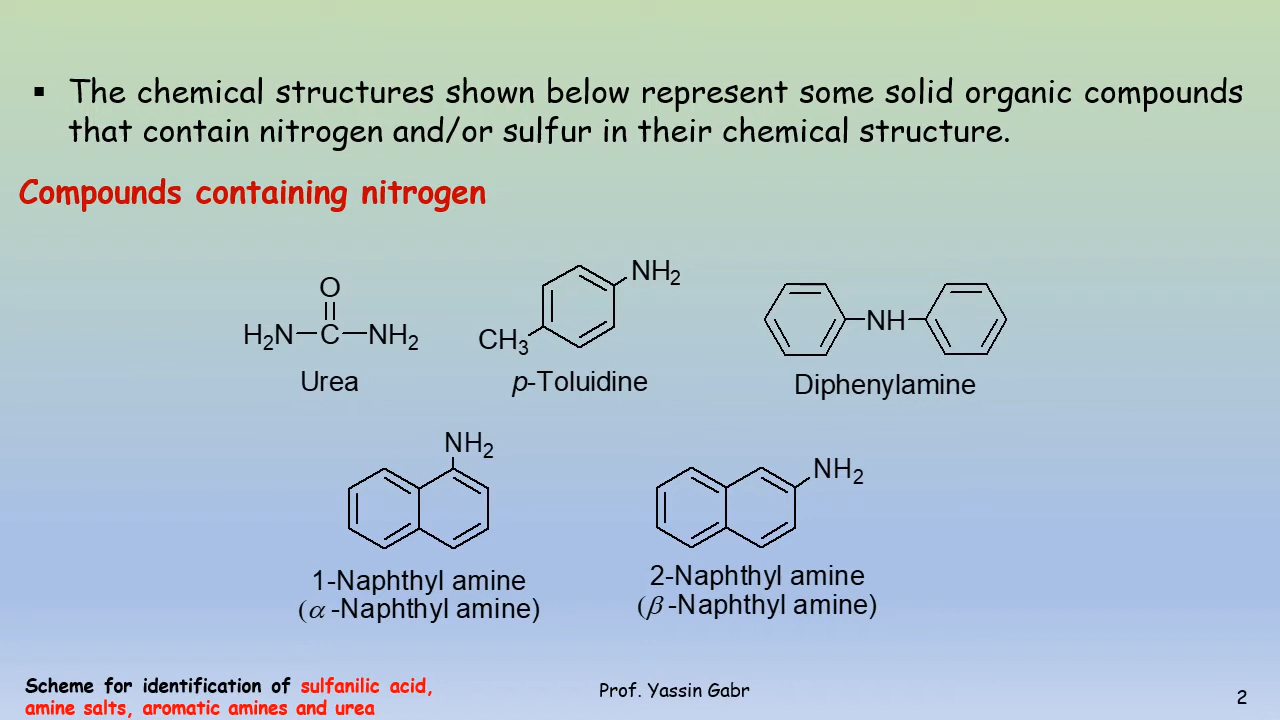 ▪ The chemical structures shown below represent some solid organic compounds
that contain nitrogen and/or sulfur in their chemical structure.
Compounds containing nitrogen
O
H₂N—C—NH₂
Urea
NH₂
CH₃
p-Toluidine
NH
Diphenylamine
NH₂
1-Naphthyl amine
(α -Naphthyl amine)
NH₂
2-Naphthyl amine
(β -Naphthyl amine)
Scheme for identification of sulfanilic acid,
amine salts, aromatic amines and urea
Prof. Yassin Gabr
2